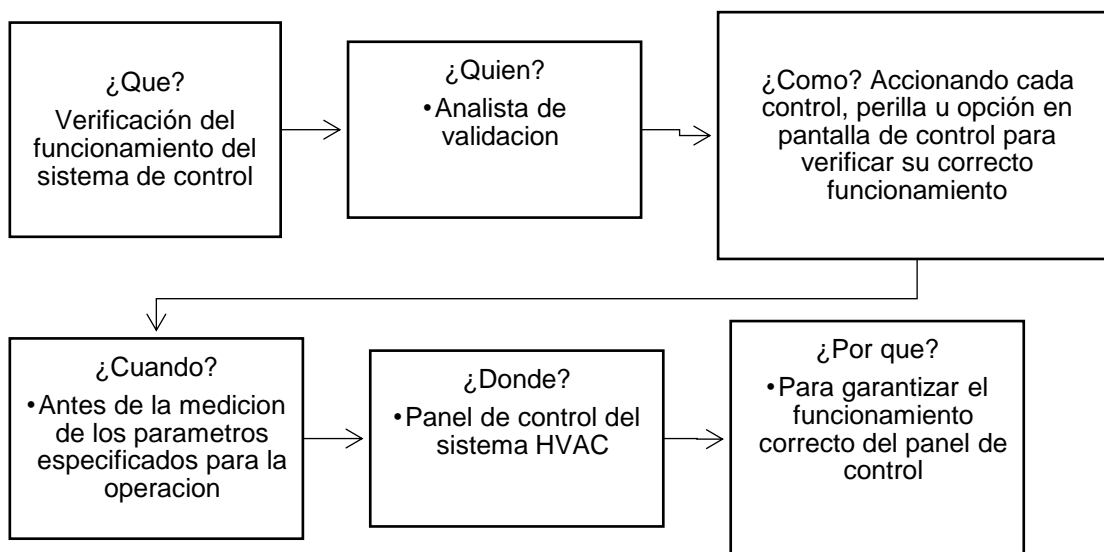 ¿Que?
Verificación del
funcionamiento del
sistema de control
¿Quien?
•Analista de
validacion
¿Como? Accionando cada
control, perilla u opción en
pantalla de control para
verificar su correcto
funcionamiento
¿Cuando?
•Antes de la medicion
de los parametros
especificados para la
operacion
¿Donde?
•Panel de control del
sistema HVAC
¿Por que?
•Para garantizar el
funcionamiento
correcto del panel de
control